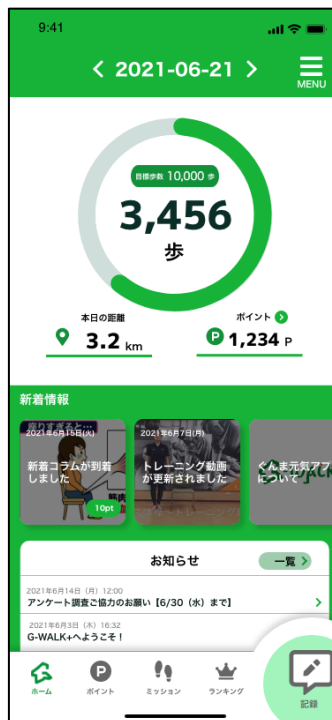 9:41
2021-06-21
MENU
目標歩数 10,000 歩
3,456
歩
本日の距離
3.2 km
ポイント
P 1,234 P
新着情報
2021年6月15日(火)
新着コラムが到着
しました
10pt
2021年6月7日(月)
トレーニング動画
が更新されました
ぐんま元気アプ
について
お知らせ
一覧
2021年6月14日（月）12:00
アンケート調査ご協力のお願い【6/30（水）まで】
2021年6月3日（木）16:32
G-WALK+へようこそ！
ホーム
P
ポイント
ミッション
ランキング
記録